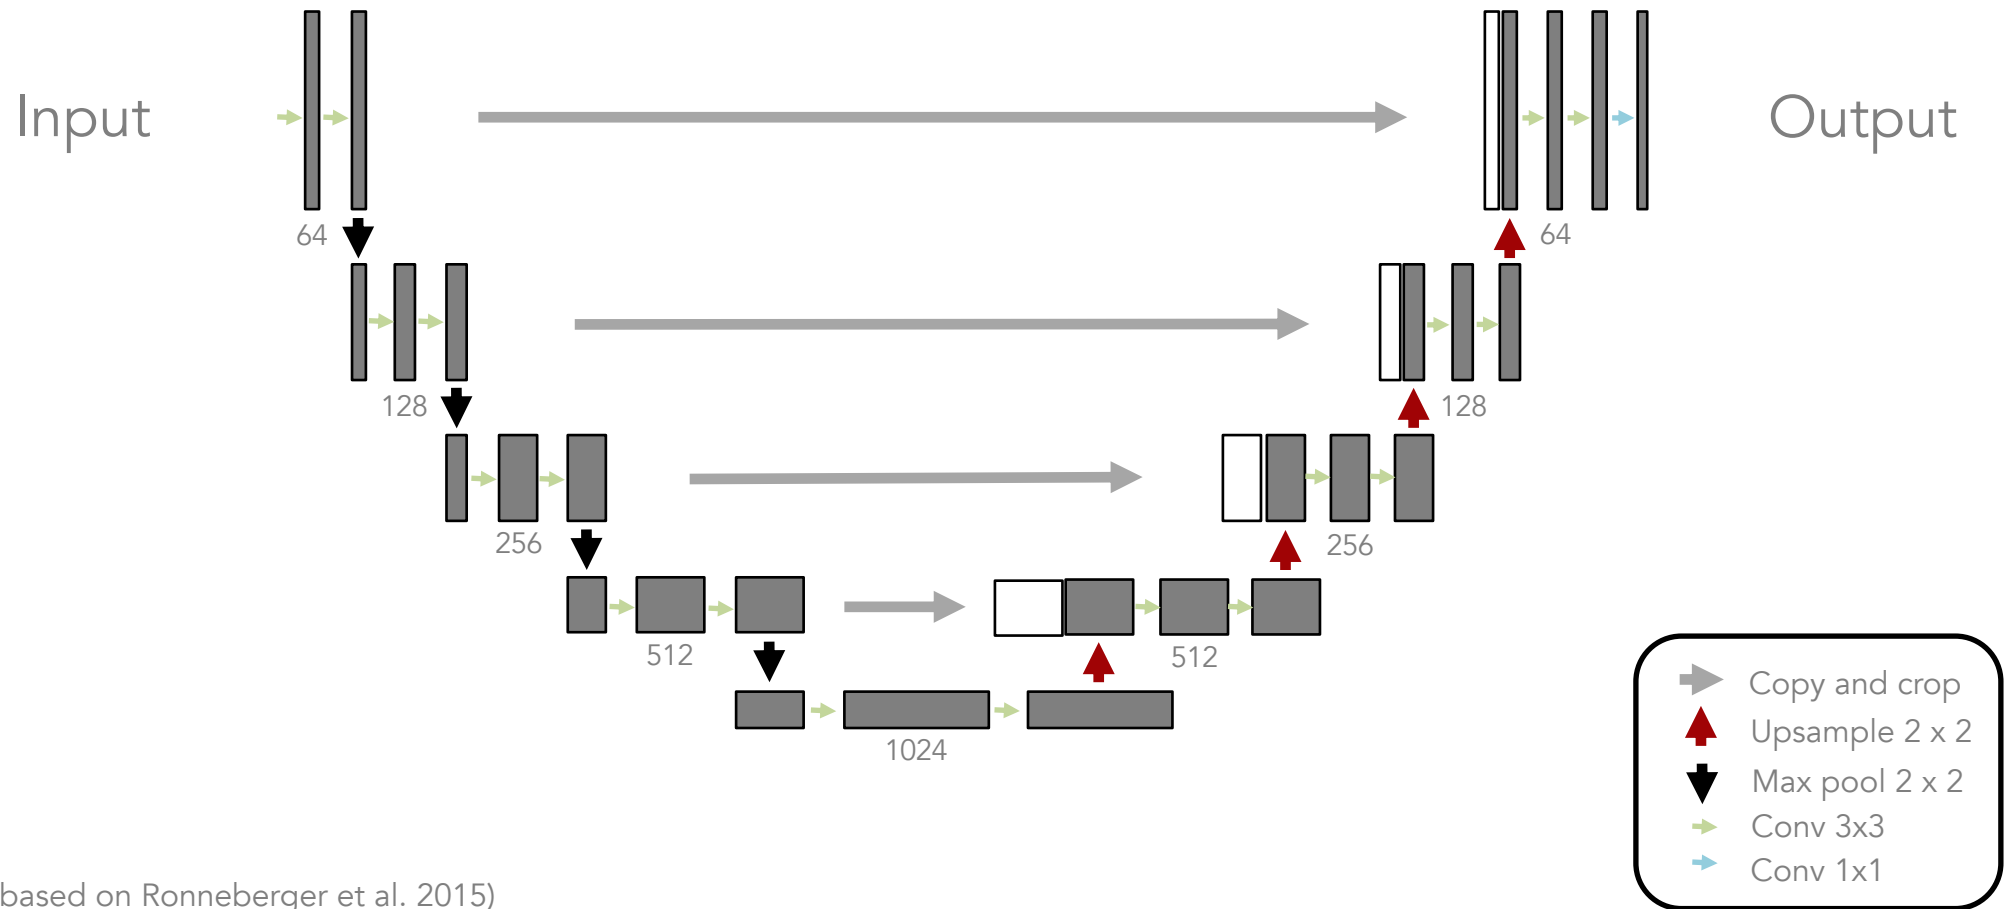 Input
Output
64
64
128
128
256
256
512
512
1024
Copy and crop
Upsample 2 x 2
Max pool 2 x 2
Conv 3x3
Conv 1x1
based on Ronneberger et al. 2015)